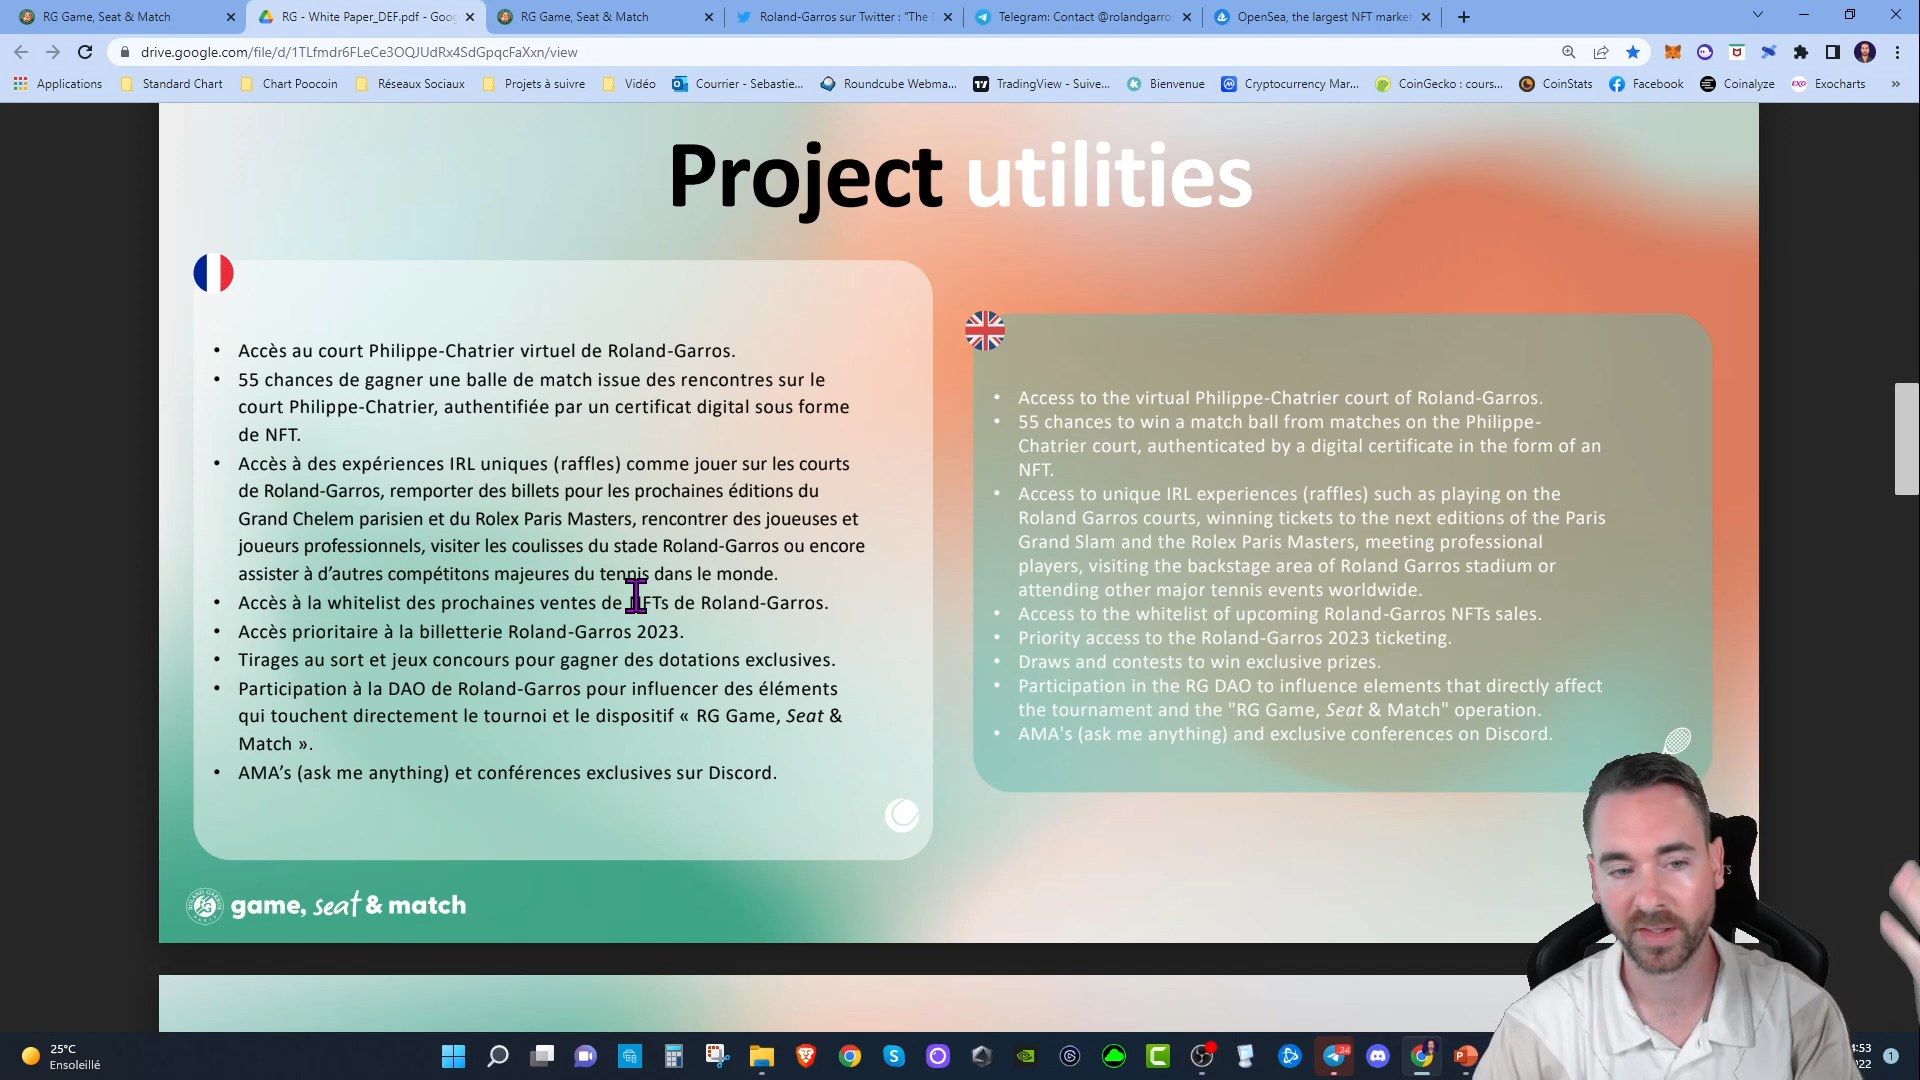 RG Game, Seat & Match
RG - White Paper_DEF.pdf - Goo
RG Game, Seat & Match
Roland-Garros sur Twitter : "The
Telegram: Contact @rolandgarro
OpenSea, the largest NFT market
drive.google.com/file/d/1TLfmdr6FLeCe3OQJUdRx4SdGpqcFaXxn/view
Applications
Standard Chart
Chart Poocoin
Réseaux Sociaux
Projets à suivre
Vidéo
Courrier - Sebastie...
Roundcube Webma...
TradingView - Suive...
Bienvenue
Cryptocurrency Mar...
CoinGecko : cours...
CoinStats
Facebook
Coinalyze
Exocharts
Project utilities
• Accès au court Philippe-Chatrier virtuel de Roland-Garros.
• 55 chances de gagner une balle de match issue des rencontres sur le
court Philippe-Chatrier, authentifiée par un certificat digital sous forme
de NFT.
• Accès à des expériences IRL uniques (raffles) comme jouer sur les courts
de Roland-Garros, remporter des billets pour les prochaines éditions du
Grand Chelem parisien et du Rolex Paris Masters, rencontrer des joueuses et
joueurs professionnels, visiter les coulisses du stade Roland-Garros ou encore
assister à d'autres compétitons majeures du tennis dans le monde.
• Accès à la whitelist des prochaines ventes de NFTs de Roland-Garros.
• Accès prioritaire à la billetterie Roland-Garros 2023.
• Tirages au sort et jeux concours pour gagner des dotations exclusives.
• Participation à la DAO de Roland-Garros pour influencer des éléments
qui touchent directement le tournoi et le dispositif « RG Game, Seat &
Match ».
• AMA's (ask me anything) et conférences exclusives sur Discord.
• Access to the virtual Philippe-Chatrier court of Roland-Garros.
• 55 chances to win a match ball from matches on the Philippe-
Chatrier court, authenticated by a digital certificate in the form of an
NFT.
• Access to unique IRL experiences (raffles) such as playing on the
Roland Garros courts, winning tickets to the next editions of the Paris
Grand Slam and the Rolex Paris Masters, meeting professional
players, visiting the backstage area of Roland Garros stadium or
attending other major tennis events worldwide.
• Access to the whitelist of upcoming Roland-Garros NFTs sales.
• Priority access to the Roland-Garros 2023 ticketing.
• Draws and contests to win exclusive prizes.
• Participation in the RG DAO to influence elements that directly affect
the tournament and the "RG Game, Seat & Match" operation.
• AMA's (ask me anything) and exclusive conferences on Discord.
game, seat & match
25°C
Ensoleillé
24
:53
022
1